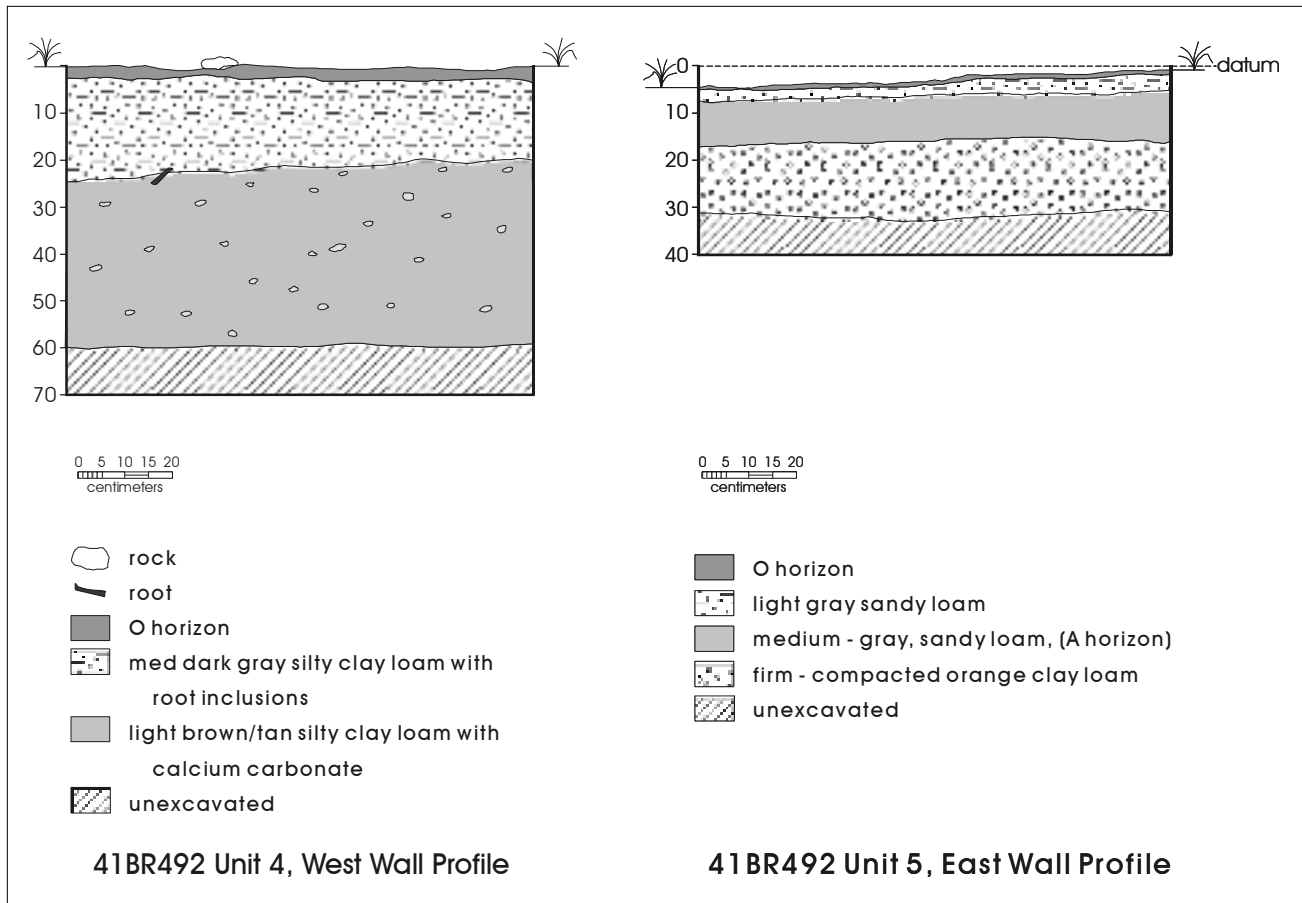 10
20
30
40
50
60
70
0 5 10 15 20
centimeters
rock
root
O horizon
med dark gray silty clay loam with
root inclusions
light brown/tan silty clay loam with
calcium carbonate
unexcavated
41BR492 Unit 4, West Wall Profile
0
datum
10
20
30
40
0 5 10 15 20
centimeters
O horizon
light gray sandy loam
medium - gray, sandy loam, (A horizon)
firm - compacted orange clay loam
unexcavated
41BR492 Unit 5, East Wall Profile